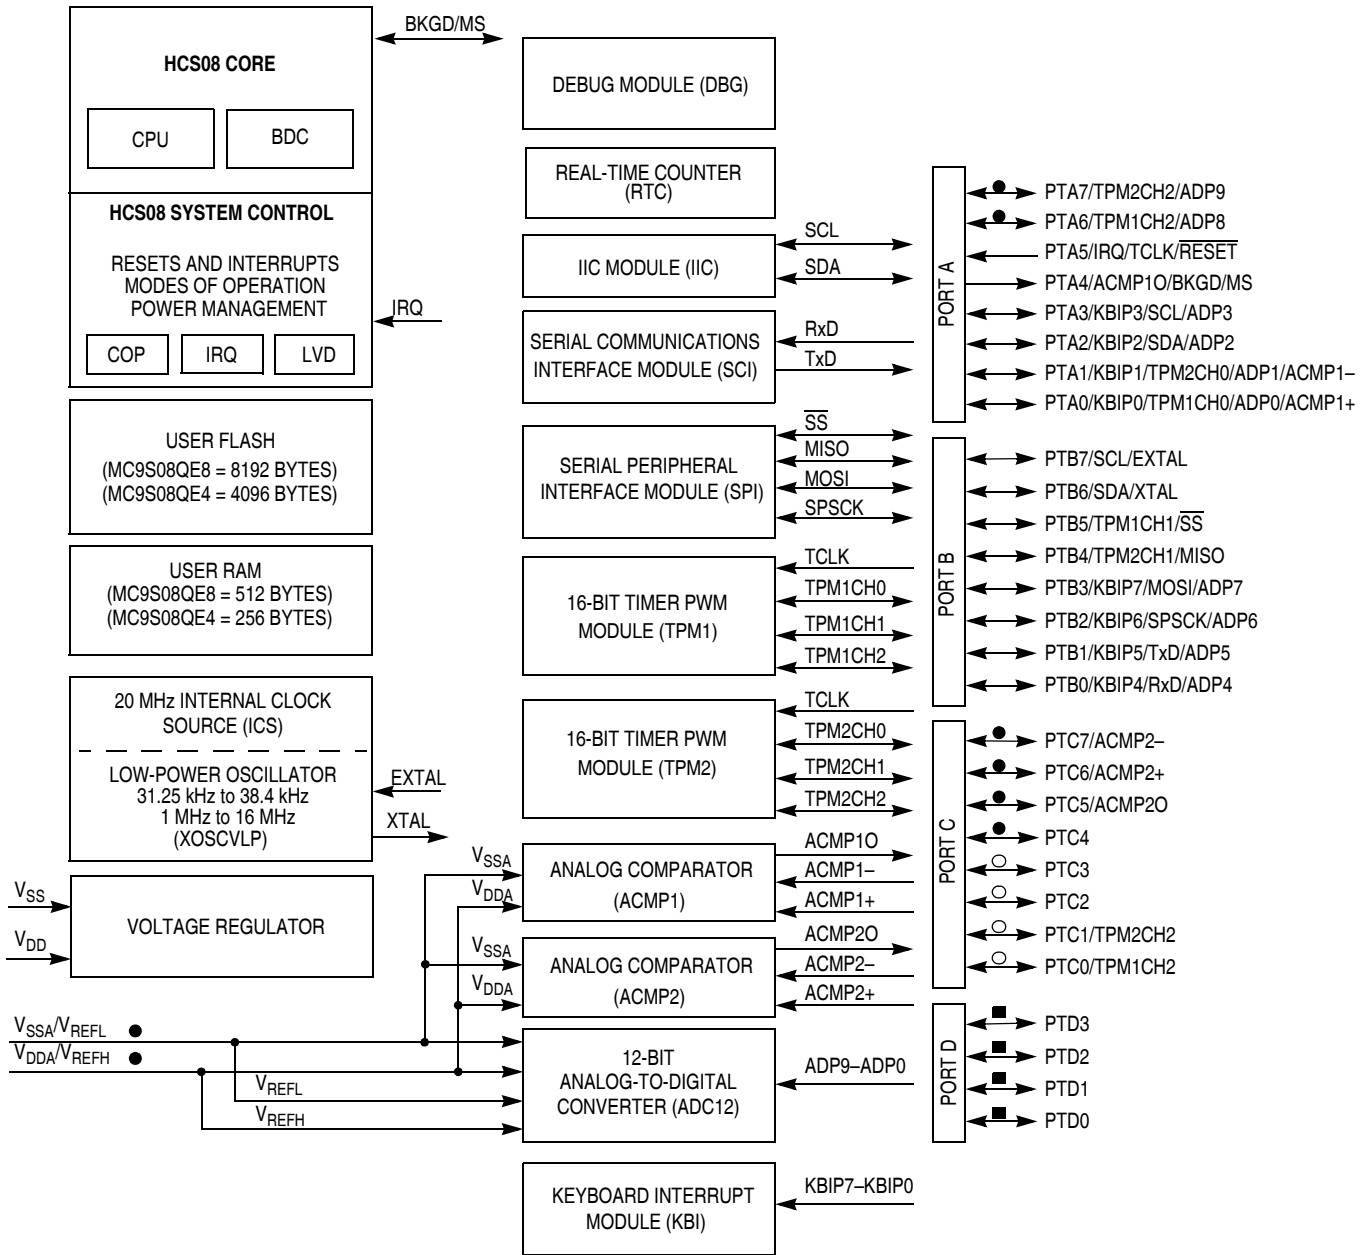 HCS08 CORE
CPU
BDC
BKGD/MS
HCS08 SYSTEM CONTROL
RESETS AND INTERRUPTS
MODES OF OPERATION
POWER MANAGEMENT
COP
IRQ
LVD
IRQ
USER FLASH
(MC9S08QE8 = 8192 BYTES)
(MC9S08QE4 = 4096 BYTES)
USER RAM
(MC9S08QE8 = 512 BYTES)
(MC9S08QE4 = 256 BYTES)
20 MHz INTERNAL CLOCK
SOURCE (ICS)
LOW-POWER OSCILLATOR
31.25 kHz to 38.4 kHz
1 MHz to 16 MHz
(XOSCVLP)
EXTAL
XTAL
VSS
VDD
VOLTAGE REGULATOR
VSSA/VREFL
VDDA/VREFH
VREFL
VREFH
DEBUG MODULE (DBG)
REAL-TIME COUNTER
(RTC)
IIC MODULE (IIC)
SCL
SDA
SERIAL COMMUNICATIONS
INTERFACE MODULE (SCI)
RxD
TxD
SERIAL PERIPHERAL
INTERFACE MODULE (SPI)
SS
MISO
MOSI
SPSCK
16-BIT TIMER PWM
MODULE (TPM1)
TCLK
TPM1CH0
TPM1CH1
TPM1CH2
16-BIT TIMER PWM
MODULE (TPM2)
TCLK
TPM2CH0
TPM2CH1
TPM2CH2
VSSA
VDDA
ANALOG COMPARATOR
(ACMP1)
ACMP1O
ACMP1–
ACMP1+
VSSA
VDDA
ANALOG COMPARATOR
(ACMP2)
ACMP2O
ACMP2–
ACMP2+
12-BIT
ANALOG-TO-DIGITAL
CONVERTER (ADC12)
ADP9–ADP0
KEYBOARD INTERRUPT
MODULE (KBI)
KBIP7–KBIP0
PORT A
PTA7/TPM2CH2/ADP9
PTA6/TPM1CH2/ADP8
PTA5/IRQ/TCLK/RESET
PTA4/ACMP1O/BKGD/MS
PTA3/KBIP3/SCL/ADP3
PTA2/KBIP2/SDA/ADP2
PTA1/KBIP1/TPM2CH0/ADP1/ACMP1–
PTA0/KBIP0/TPM1CH0/ADP0/ACMP1+
PORT B
PTB7/SCL/EXTAL
PTB6/SDA/XTAL
PTB5/TPM1CH1/SS
PTB4/TPM2CH1/MISO
PTB3/KBIP7/MOSI/ADP7
PTB2/KBIP6/SPSCK/ADP6
PTB1/KBIP5/TxD/ADP5
PTB0/KBIP4/RxD/ADP4
PORT C
PTC7/ACMP2–
PTC6/ACMP2+
PTC5/ACMP2O
PTC4
PTC3
PTC2
PTC1/TPM2CH2
PTC0/TPM1CH2
PORT D
PTD3
PTD2
PTD1
PTD0